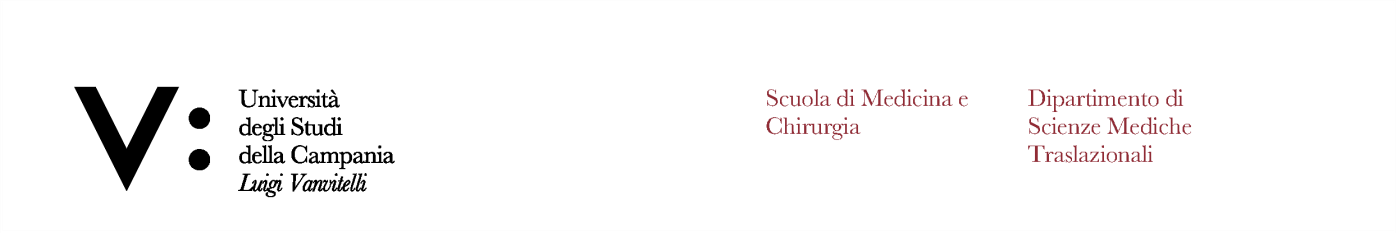 V:
Università
degli Studi
della Campania
Luigi Vanvitelli
Scuola di Medicina e
Chirurgia
Dipartimento di
Scienze Mediche
Traslazionali